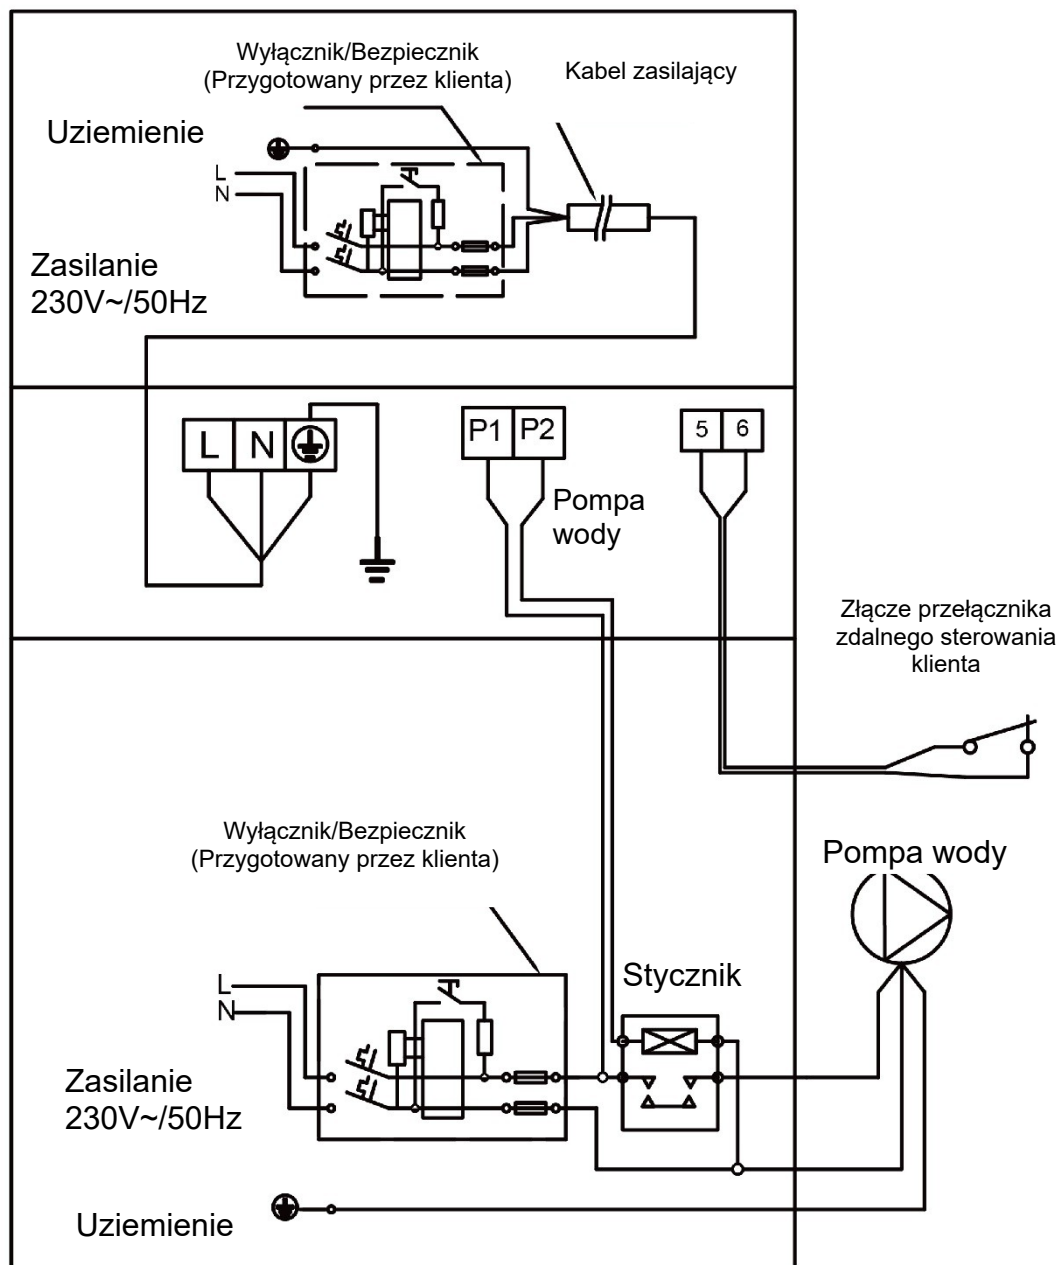 Wyłącznik/Bezpiecznik
(Przygotowany przez klienta)
Kabel zasilający
Uziemienie
L
N
Zasilanie
230V~/50Hz
L N
P1 P2
5 6
Pompa
wody
Złącze przełącznika
zdalnego sterowania
klienta
Wyłącznik/Bezpiecznik
(Przygotowany przez klienta)
Pompa wody
Stycznik
L
N
Zasilanie
230V~/50Hz
Uziemienie